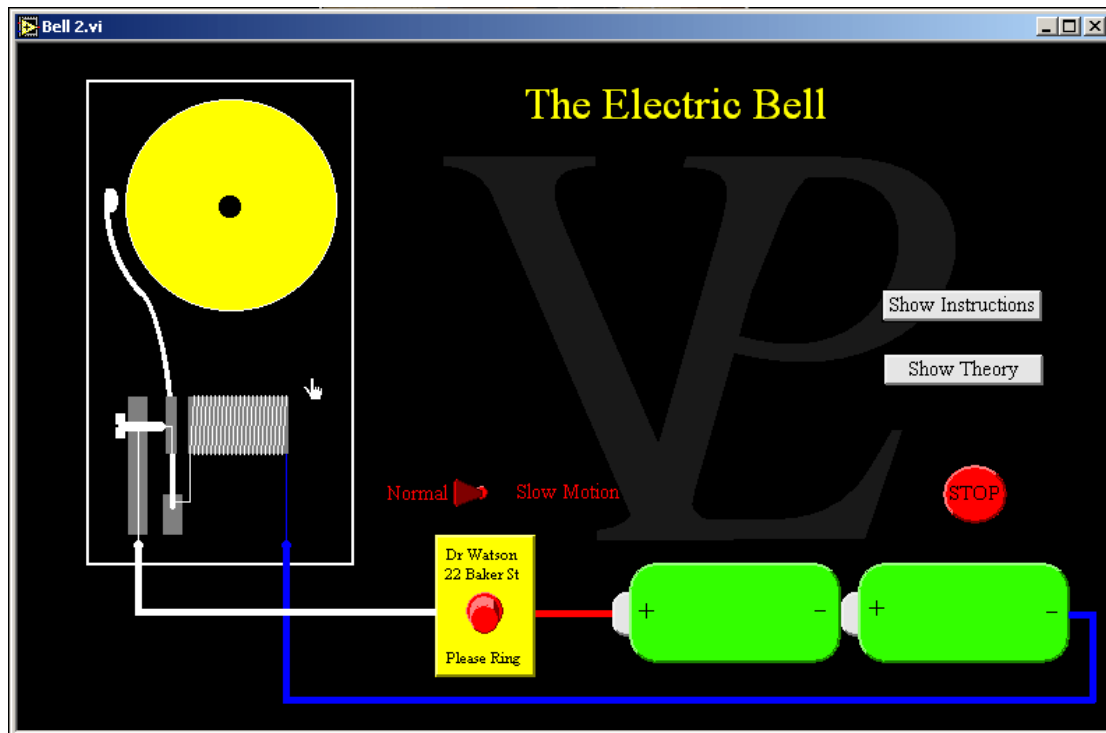 Bell 2.vi
The Electric Bell
VPL
Show Instructions
Show Theory
Normal
Slow Motion
STOP
Dr Watson
22 Baker St
Please Ring
+
-
+
-